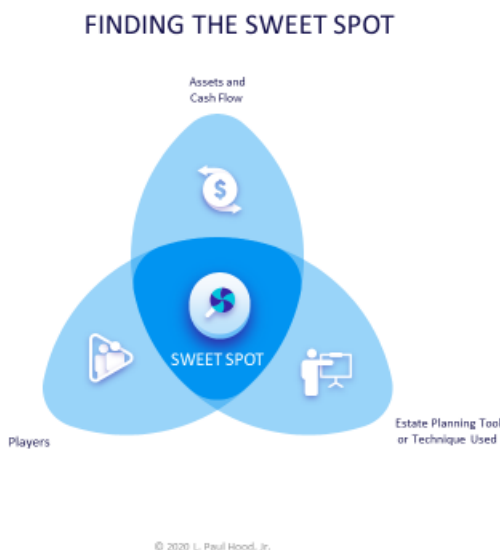 FINDING THE SWEET SPOT
Assets and
Cash Flow
SWEET SPOT
Estate Planning Tool
or Technique Used
Players
© 2020 L. Paul Hood, Jr.